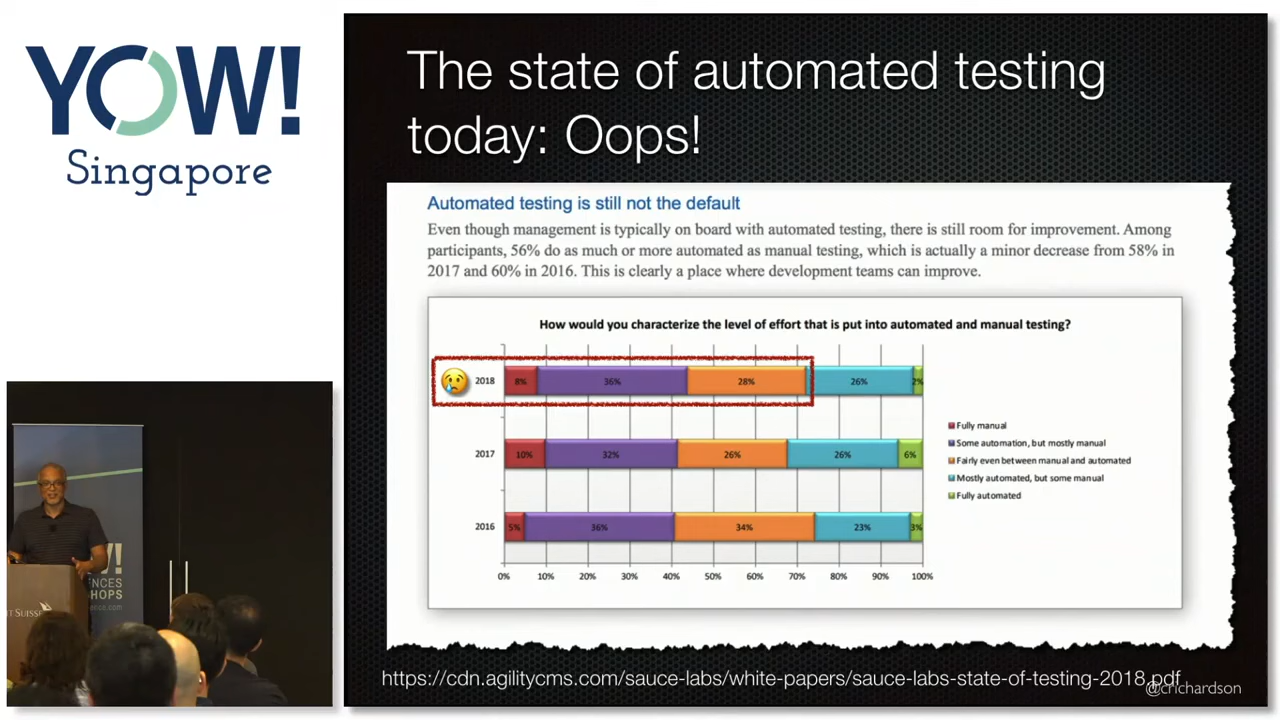 YOW!
Singapore
The state of automated testing
today: Oops!
Automated testing is still not the default
Even though management is typically on board with automated testing, there is still room for improvement. Among
participants, 56% do as much or more automated as manual testing, which is actually a minor decrease from 58% in
2017 and 60% in 2016. This is clearly a place where development teams can improve.
How would you characterize the level of effort that is put into automated and manual testing?
2018 8% 36% 28% 26% 2%
2017 10% 32% 26% 26% 6%
2016 5% 36% 34% 23% 3%
0% 10% 20% 30% 40% 50% 60% 70% 80% 90% 100%
Fully manual
Some automation, but mostly manual
Fairly even between manual and automated
Mostly automated, but some manual
Fully automated
https://cdn.agilitycms.com/sauce-labs/white-papers/sauce-labs-state-of-testing-2018.pdf
@crichardson